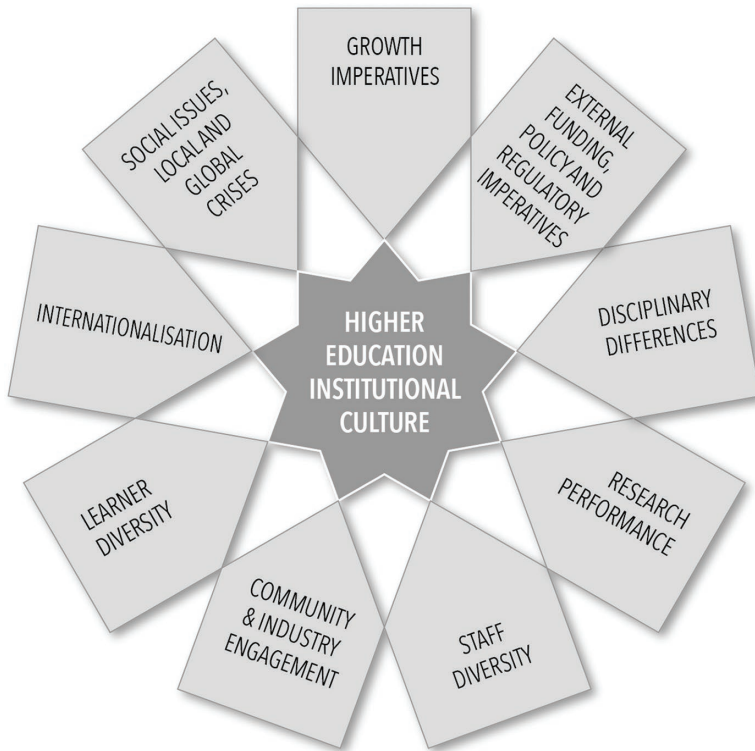 GROWTH
IMPERATIVES
EXTERNAL
FUNDING,
POLICY AND
REGULATORY
IMPERATIVES
DISCIPLINARY
DIFFERENCES
RESEARCH
PERFORMANCE
STAFF
DIVERSITY
COMMUNITY
& INDUSTRY
ENGAGEMENT
LEARNER
DIVERSITY
INTERNATIONALISATION
SOCIAL ISSUES,
LOCAL AND
GLOBAL
CRISES
HIGHER
EDUCATION
INSTITUTIONAL
CULTURE